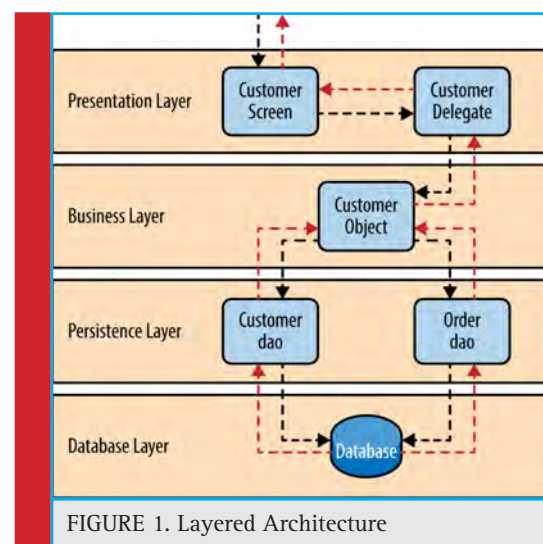 Presentation Layer
Customer
Screen
Customer
Delegate
Business Layer
Customer
Object
Persistence Layer
Customer
dao
Order
dao
Database Layer
Database
FIGURE 1. Layered Architecture